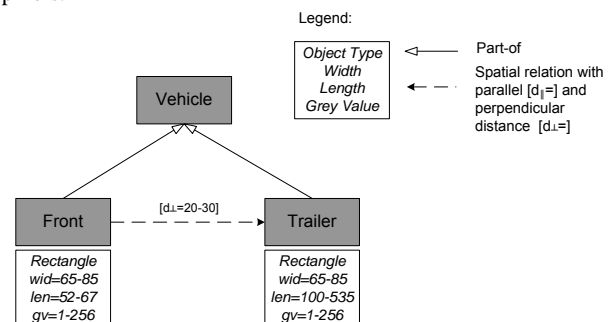 Legend:
Object Type
Width
Length
Grey Value
Part-of
Spatial relation with
parallel [d∥=] and
perpendicular
distance [d⊥=]
Vehicle
Front
[d⊥=20-30]
Trailer
Rectangle
wid=65-85
len=52-67
gv=1-256
Rectangle
wid=65-85
len=100-535
gv=1-256